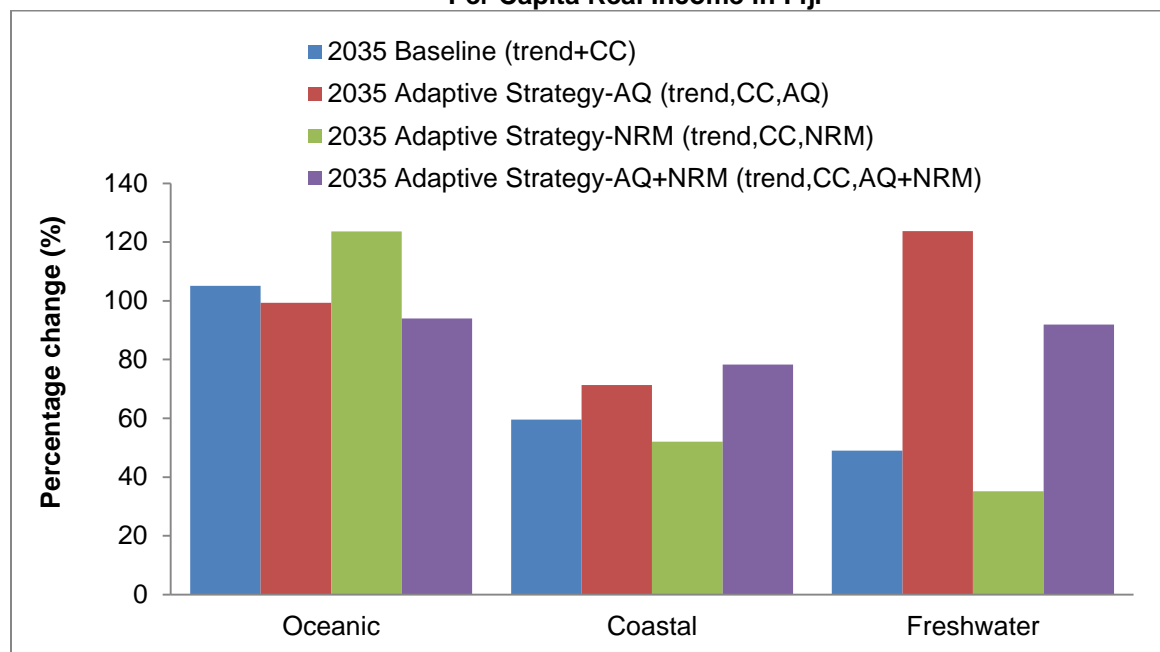 Per Capita Real Income in Fiji
2035 Baseline (trend+CC)
2035 Adaptive Strategy-AQ (trend,CC,AQ)
2035 Adaptive Strategy-NRM (trend,CC,NRM)
2035 Adaptive Strategy-AQ+NRM (trend,CC,AQ+NRM)
Percentage change (%)
140
120
100
80
60
40
20
0
Oceanic
Coastal
Freshwater